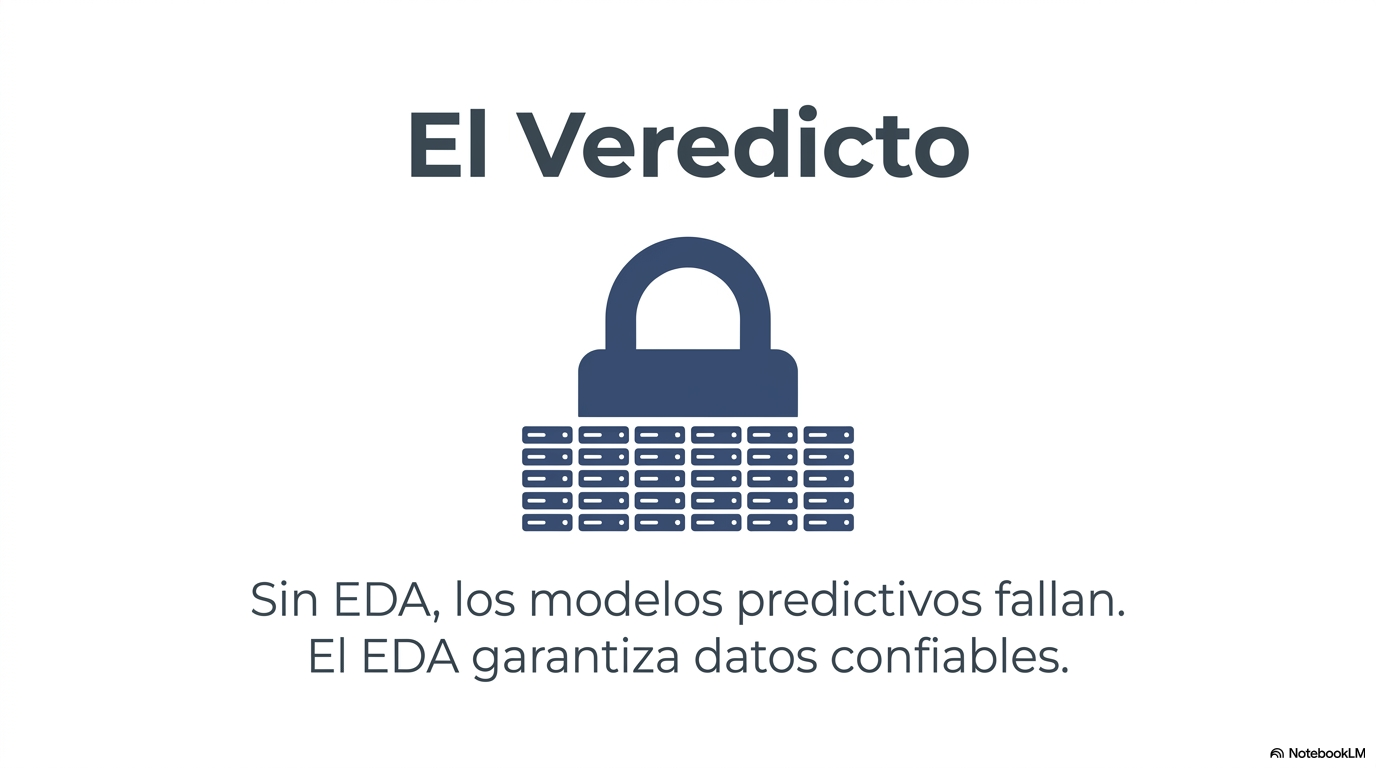 El Veredicto
Sin EDA, los modelos predictivos fallan.
El EDA garantiza datos confiables.
NotebookLM